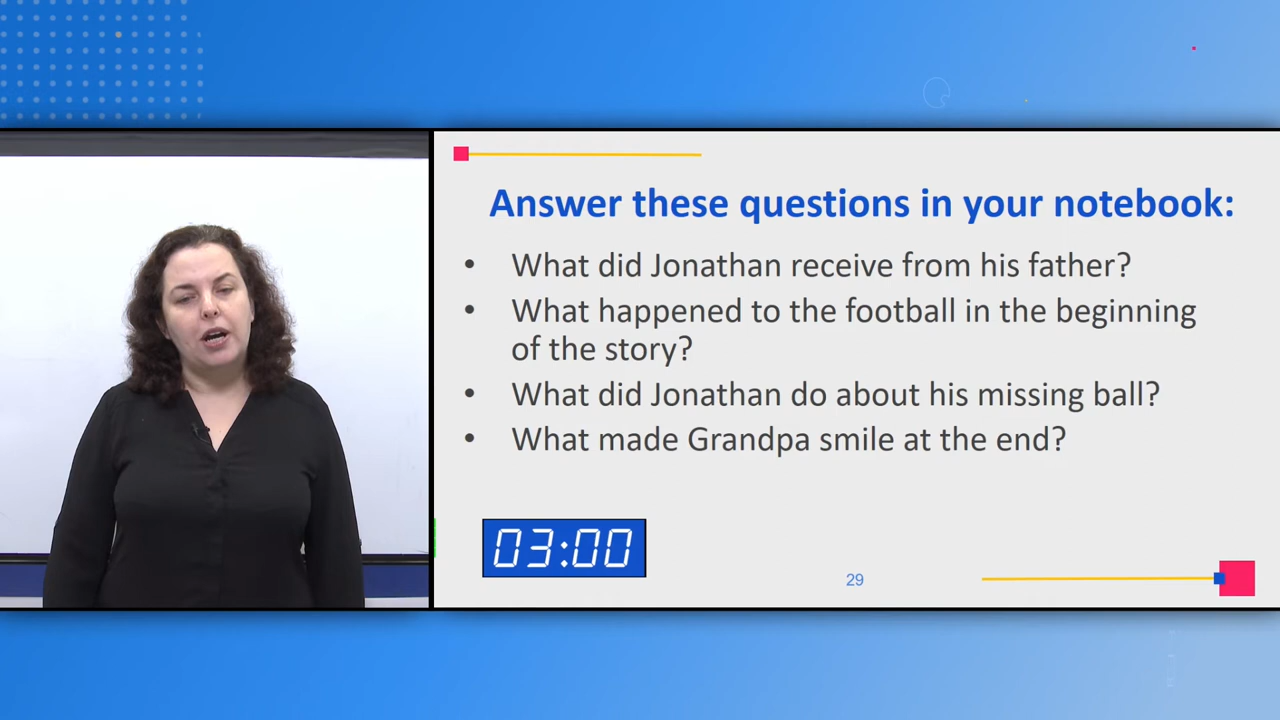 Answer these questions in your notebook:
• What did Jonathan receive from his father?
• What happened to the football in the beginning
of the story?
• What did Jonathan do about his missing ball?
• What made Grandpa smile at the end?
03:00
29